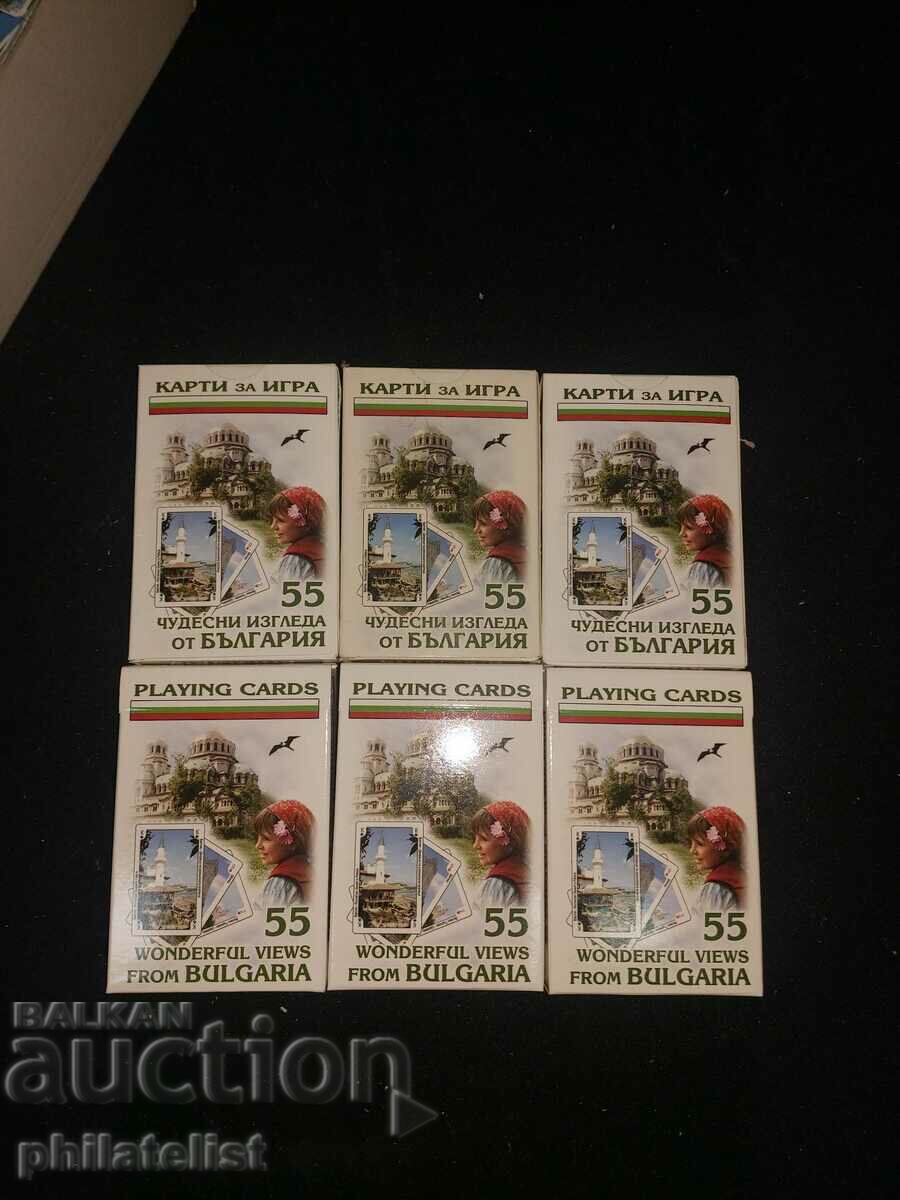 КАРТИ ЗА ИГРА
55
ЧУДЕСНИ ИЗГЛЕДА
ОТ БЪЛГАРИЯ
КАРТИ ЗА ИГРА
55
ЧУДЕСНИ ИЗГЛЕДА
ОТ БЪЛГАРИЯ
КАРТИ ЗА ИГРА
55
ЧУДЕСНИ ИЗГЛЕДА
ОТ БЪЛГАРИЯ
PLAYING CARDS
55
WONDERFUL VIEWS
FROM BULGARIA
PLAYING CARDS
55
WONDERFUL VIEWS
FROM BULGARIA
PLAYING CARDS
55
WONDERFUL VIEWS
FROM BULGARIA
BALKAN
auction
philatelist